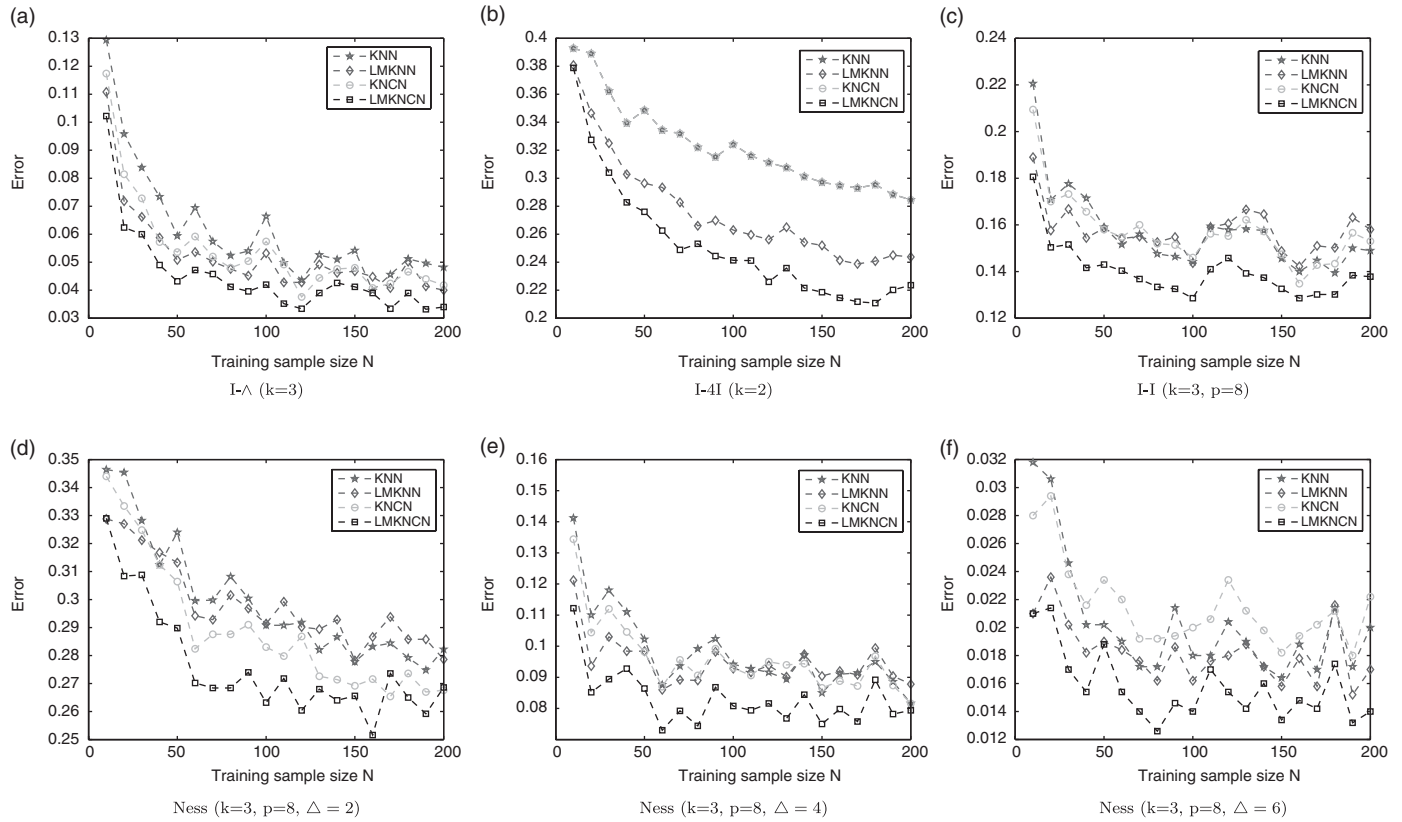 (a)
0.13
0.12
0.11
0.1
0.09
0.08
0.07
0.06
0.05
0.04
0.03
Error
0
50
100
150
200
Training sample size N
KNN
LMKNN
KNCN
LMKNCN
I-∧ (k=3)
(b)
0.4
0.38
0.36
0.34
0.32
0.3
0.28
0.26
0.24
0.22
0.2
Error
0
50
100
150
200
Training sample size N
KNN
LMKNN
KNCN
LMKNCN
I-4I (k=2)
(c)
0.24
0.22
0.2
0.18
0.16
0.14
0.12
Error
0
50
100
150
200
Training sample size N
KNN
LMKNN
KNCN
LMKNCN
I-I (k=3, p=8)
(d)
0.35
0.34
0.33
0.32
0.31
0.3
0.29
0.28
0.27
0.26
0.25
Error
0
50
100
150
200
Training sample size N
KNN
LMKNN
KNCN
LMKNCN
Ness (k=3, p=8, △ = 2)
(e)
0.16
0.15
0.14
0.13
0.12
0.11
0.1
0.09
0.08
Error
0
50
100
150
200
Training sample size N
KNN
LMKNN
KNCN
LMKNCN
Ness (k=3, p=8, △ = 4)
(f)
0.032
0.03
0.028
0.026
0.024
0.022
0.02
0.018
0.016
0.014
0.012
Error
0
50
100
150
200
Training sample size N
KNN
LMKNN
KNCN
LMKNCN
Ness (k=3, p=8, △ = 6)